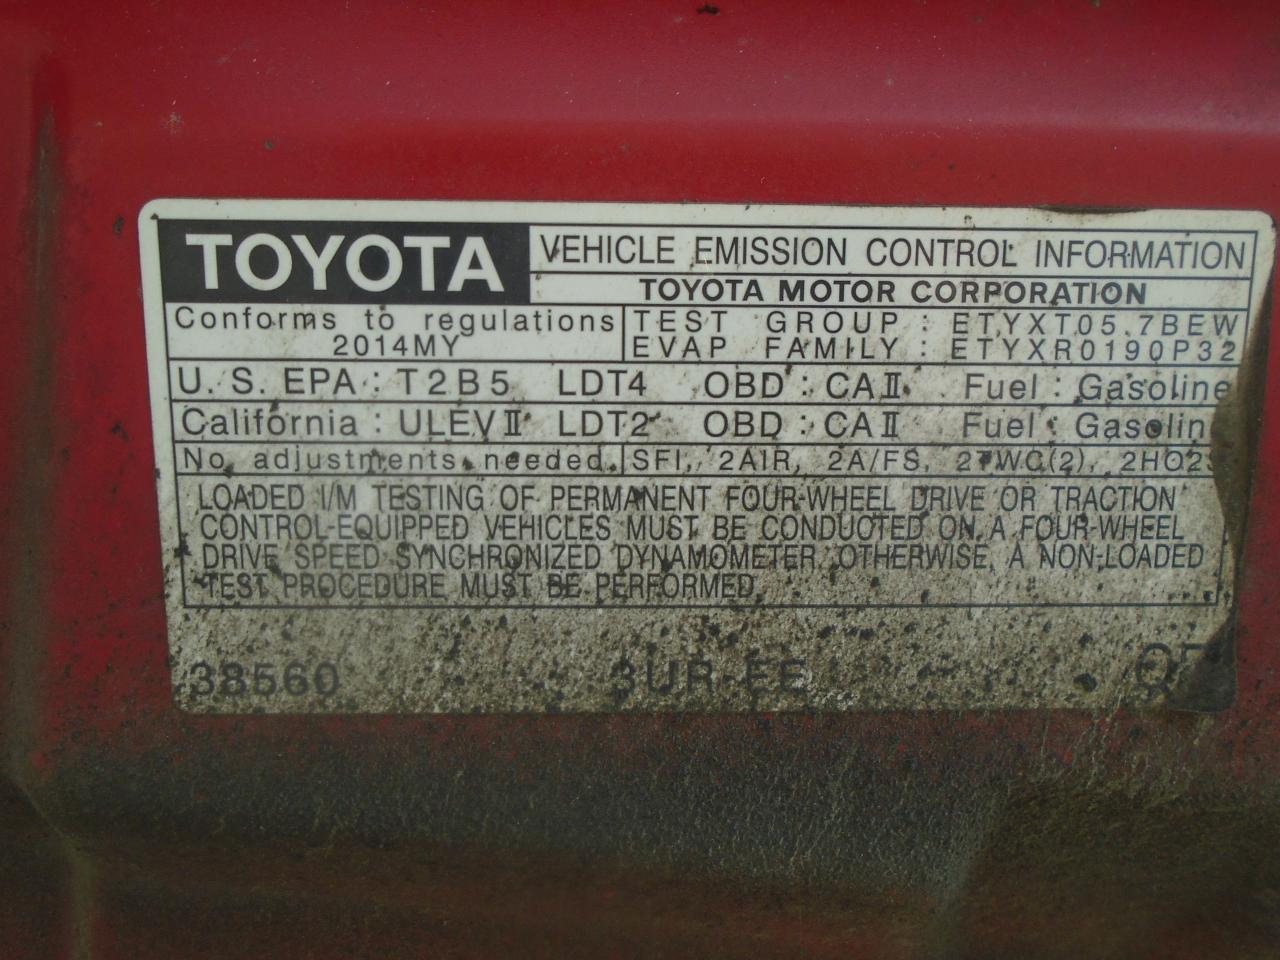 TOYOTA VEHICLE EMISSION CONTROL INFORMATION
TOYOTA MOTOR CORPORATION
Conforms to regulations
2014MY
TEST GROUP : ETYXT05.7BEW
EVAP FAMILY : ETYXR0190P32
U.S. EPA : T2B5 LDT4 OBD : CAⅡ Fuel : Gasoline
California : ULEVⅡ LDT2 OBD : CAⅡ Fuel : Gasolin
No adjustments needed. SFI, 2AIR, 2A/FS, 2TWC(2), 2HO2S
LOADED I/M TESTING OF PERMANENT FOUR-WHEEL DRIVE OR TRACTION
CONTROL-EQUIPPED VEHICLES MUST BE CONDUCTED ON A FOUR-WHEEL
DRIVE SPEED SYNCHRONIZED DYNAMOMETER. OTHERWISE, A NON-LOADED
TEST PROCEDURE MUST BE PERFORMED.
38560 3UR-FE